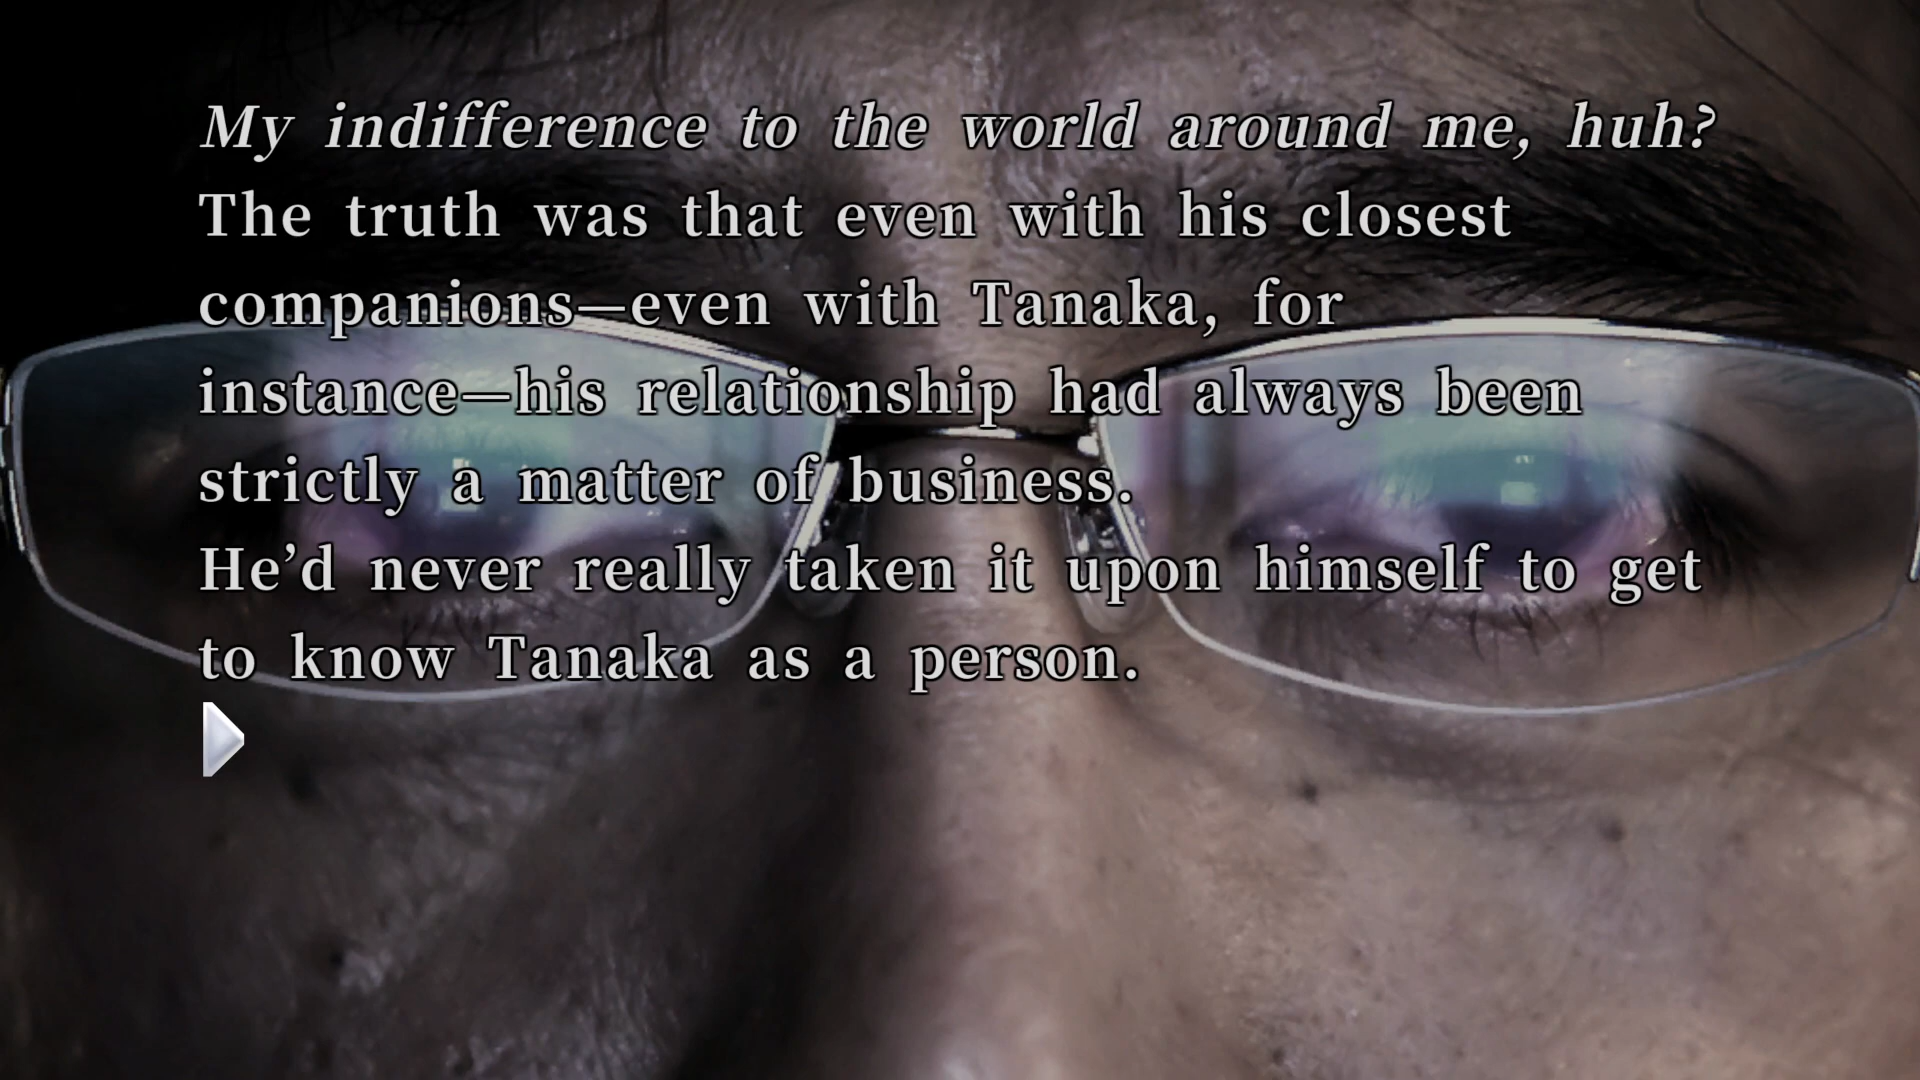 My indifference to the world around me, huh?
The truth was that even with his closest
companions—even with Tanaka, for
instance—his relationship had always been
strictly a matter of business.
He’d never really taken it upon himself to get
to know Tanaka as a person.